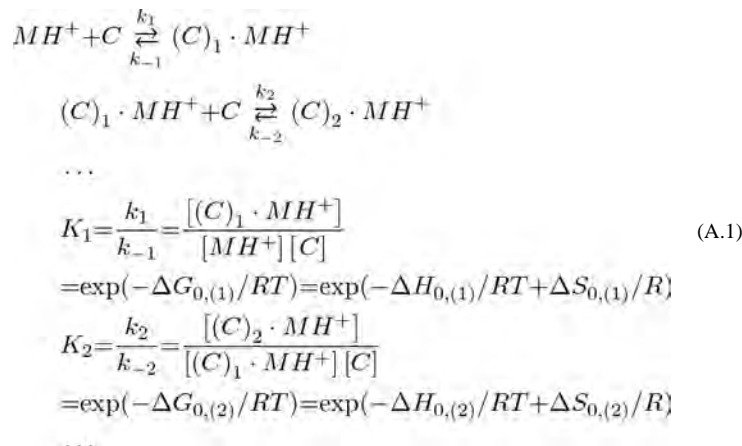 MH⁺+C ⇄ (C)₁ · MH⁺ k₁ k₋₁
(C)₁ · MH⁺+C ⇄ (C)₂ · MH⁺ k₂ k₋₂
...
K₁=k₁/k₋₁=[(C)₁ · MH⁺]/[MH⁺][C] (A.1)
=exp(−ΔG₀,₍₁₎/RT)=exp(−ΔH₀,₍₁₎/RT+ΔS₀,₍₁₎/R)
K₂=k₂/k₋₂=[(C)₂ · MH⁺]/[(C)₁ · MH⁺][C]
=exp(−ΔG₀,₍₂₎/RT)=exp(−ΔH₀,₍₂₎/RT+ΔS₀,₍₂₎/R)
...